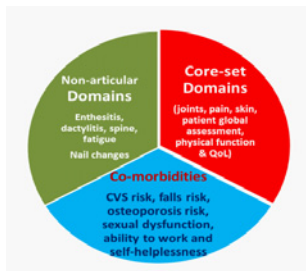 Non-articular
Domains
Enthesitis,
dactylitis, spine,
fatigue
Nail changes
Core-set
Domains
(joints, pain, skin,
patient global
assessment,
physical function
& QoL)
Co-morbidities
CVS risk, falls risk,
osteoporosis risk,
sexual dysfunction,
ability to work and
self-helplessness